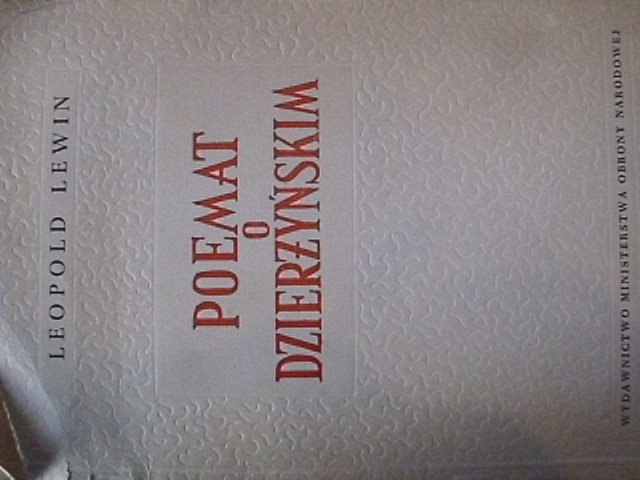 LEOPOLD LEWIN
POEMAT
O
DZIERŻYŃSKIM
WYDAWNICTWO MINISTERSTWA OBRONY NARODOWEJ